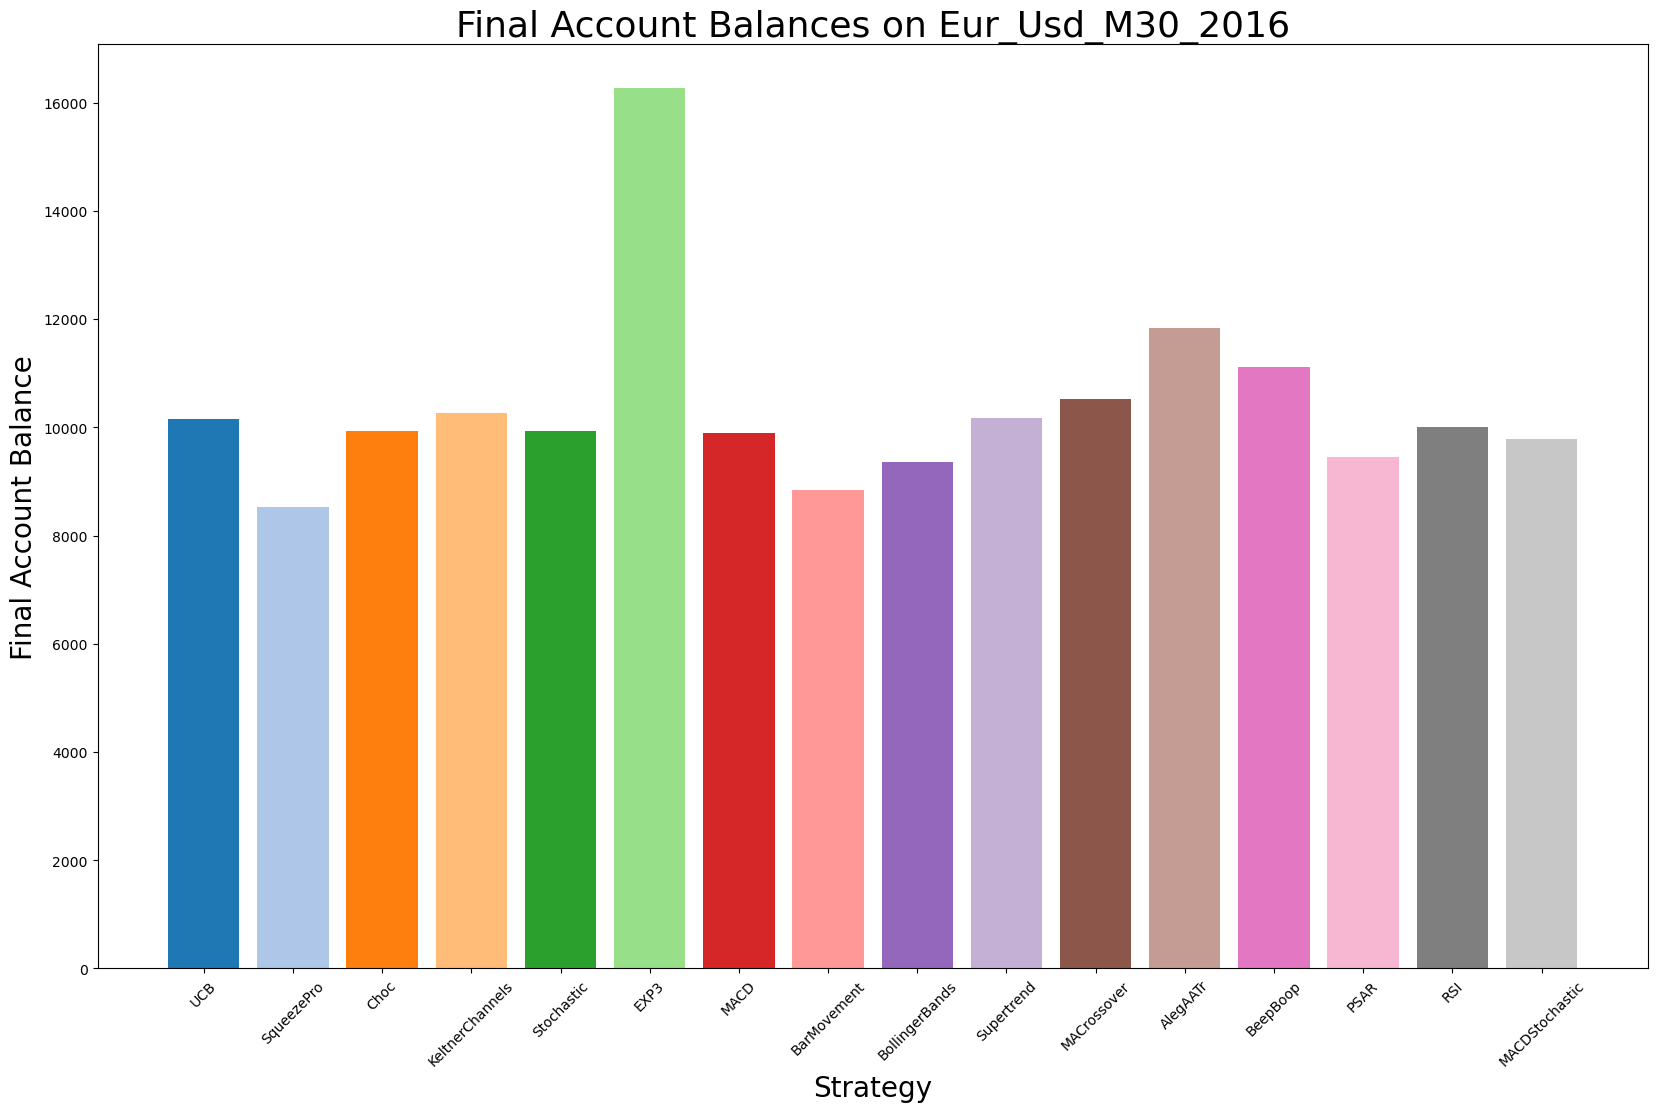 Final Account Balances on Eur_Usd_M30_2016
Final Account Balance
16000
14000
12000
10000
8000
6000
4000
2000
0
UCB
SqueezePro
Choc
KeltnerChannels
Stochastic
EXP3
MACD
BarMovement
BollingerBands
Supertrend
MACrossover
AlegAATr
BeepBoop
PSAR
RSI
MACDStochastic
Strategy